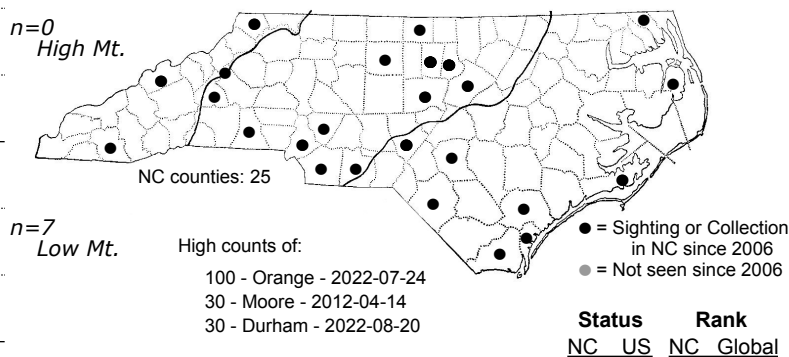 n=0
High Mt.
NC counties: 25
n=7
Low Mt.
High counts of:
100 - Orange - 2022-07-24
30 - Moore - 2012-04-14
30 - Durham - 2022-08-20
● = Sighting or Collection
in NC since 2006
● = Not seen since 2006
Status Rank
NC US NC Global